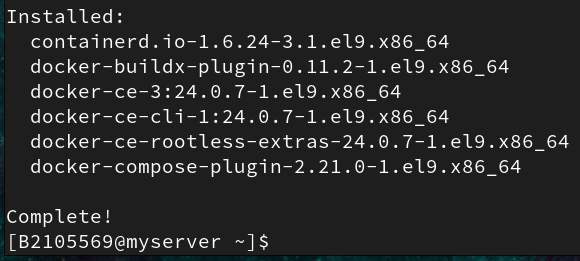 Installed:
containerd.io-1.6.24-3.1.el9.x86_64
docker-buildx-plugin-0.11.2-1.el9.x86_64
docker-ce-3:24.0.7-1.el9.x86_64
docker-ce-cli-1:24.0.7-1.el9.x86_64
docker-ce-rootless-extras-24.0.7-1.el9.x86_64
docker-compose-plugin-2.21.0-1.el9.x86_64
Complete!
[B2105569@myserver ~]$